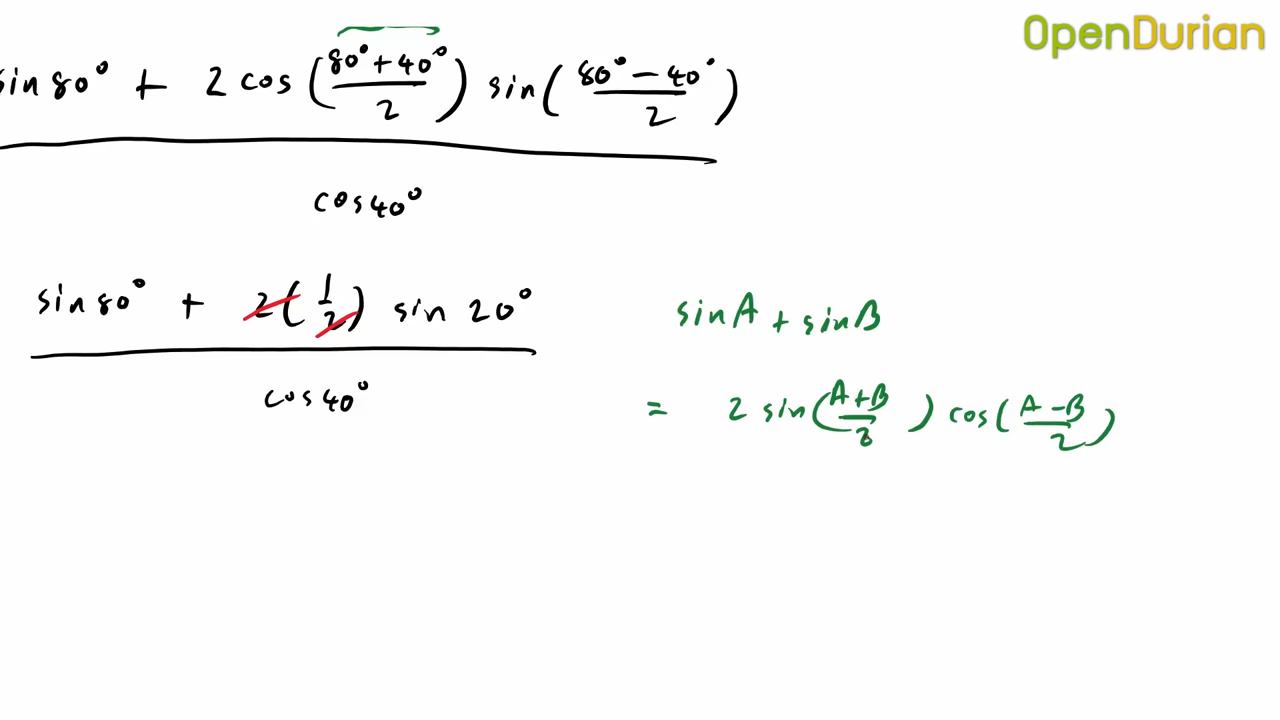 OpenDurian
sin 80° + 2 cos (80° + 40° / 2) sin (80° − 40° / 2)
cos 40°
sin 80° + 2 (1/2) sin 20°
cos 40°
sin A + sin B
= 2 sin (A + B / 2) cos (A − B / 2)